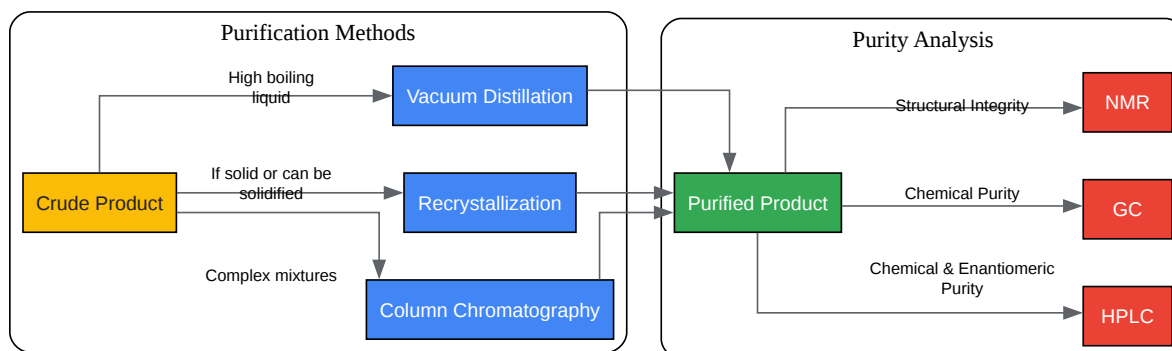 Purification Methods
Purity Analysis
High boiling
liquid
Vacuum Distillation
Structural Integrity
NMR
If solid or can be
solidified
Crude Product
Recrystallization
Purified Product
Chemical Purity
GC
Complex mixtures
Column Chromatography
Chemical & Enantiomeric
Purity
HPLC